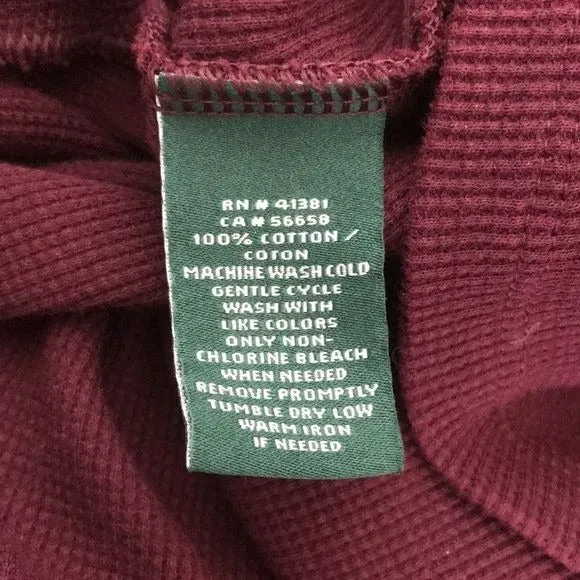 RN # 41381
CA # 56658
100% COTTON /
COTON
MACHINE WASH COLD
GENTLE CYCLE
WASH WITH
LIKE COLORS
ONLY NON-
CHLORINE BLEACH
WHEN NEEDED
REMOVE PROMPTLY
TUMBLE DRY LOW
WARM IRON
IF NEEDED